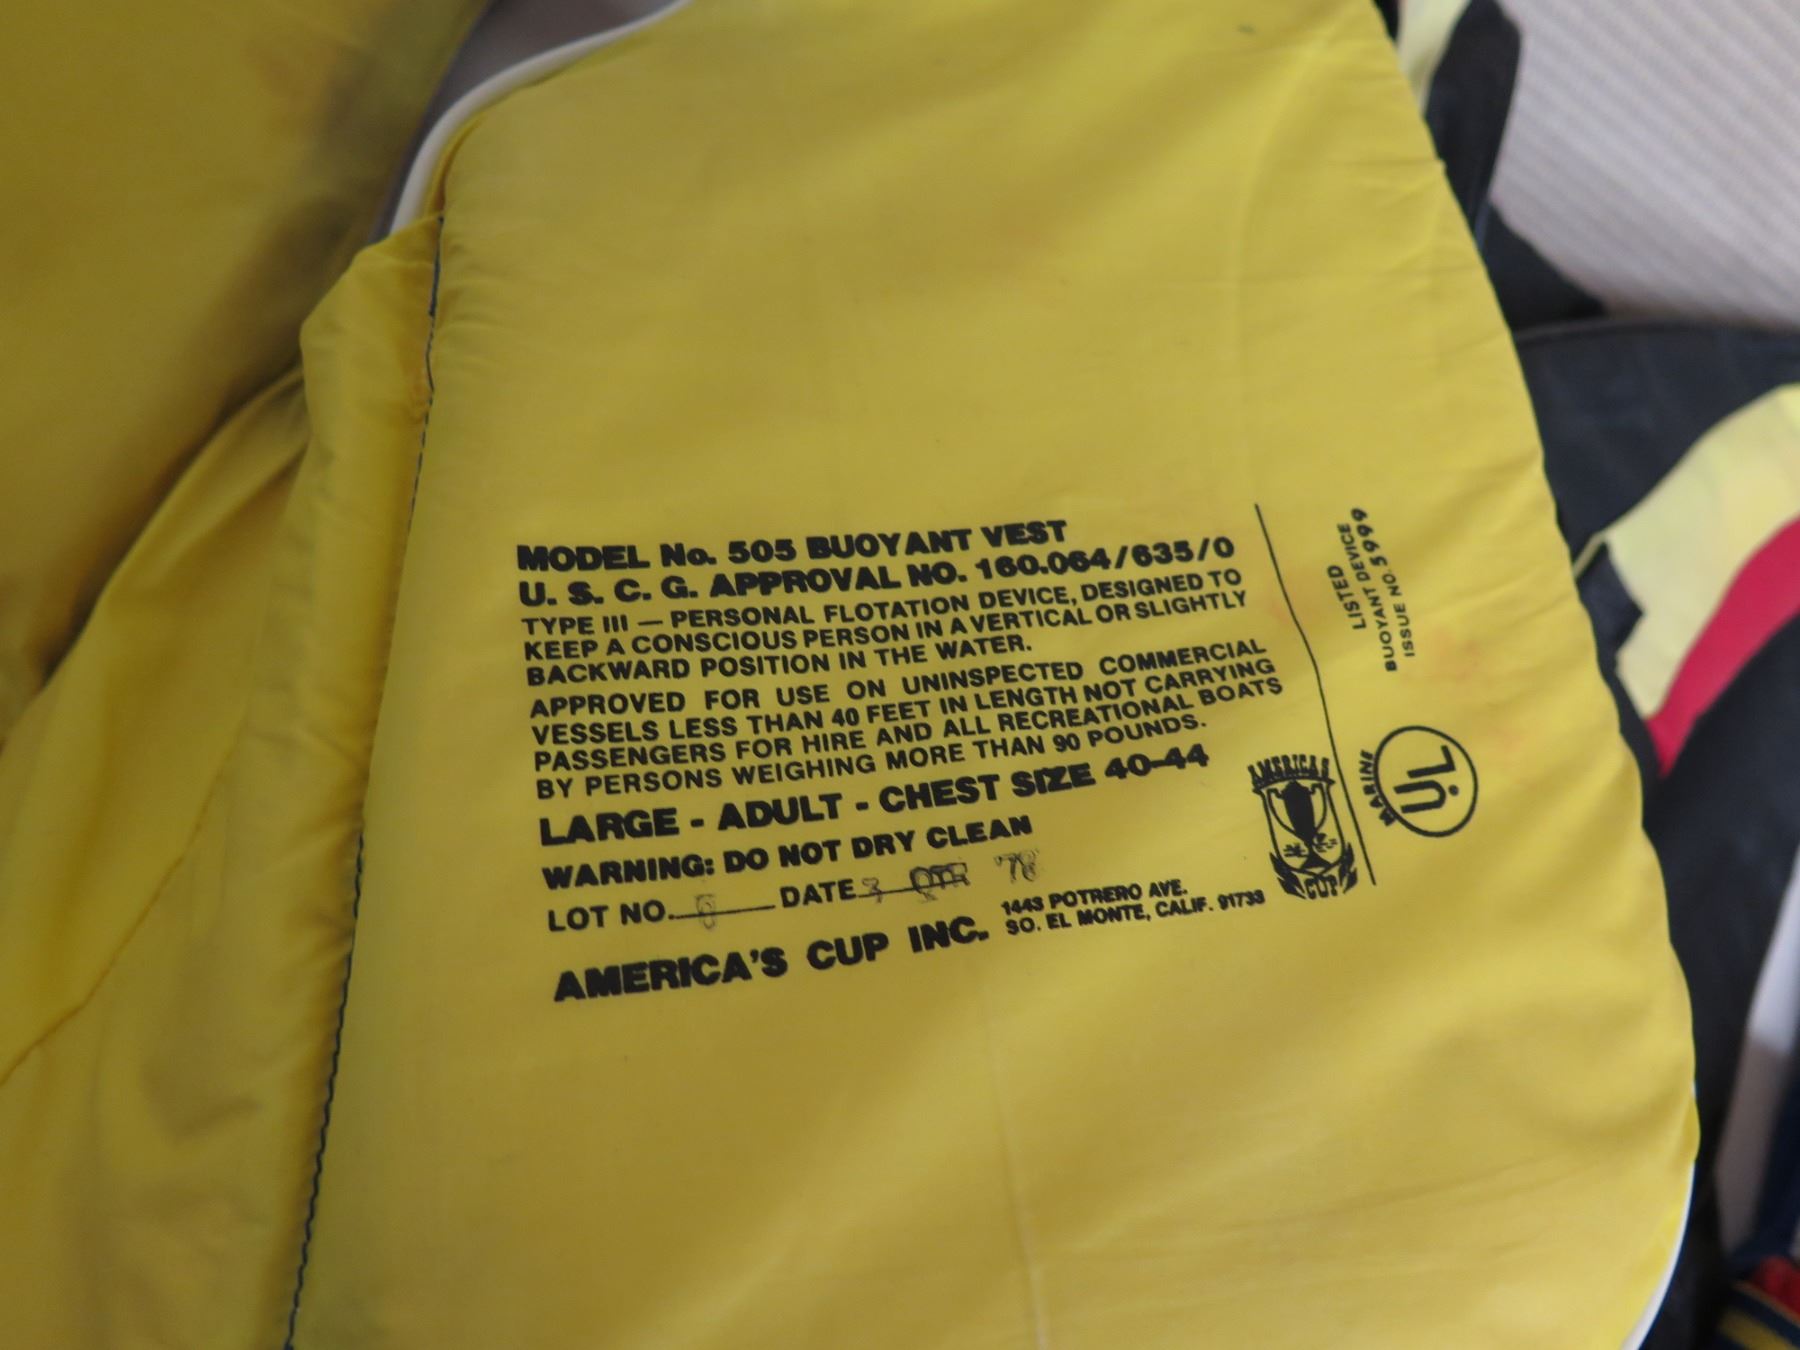 MODEL No. 505 BUOYANT VEST
U. S. C. G. APPROVAL NO. 160.064/635/0
TYPE III — PERSONAL FLOTATION DEVICE, DESIGNED TO
KEEP A CONSCIOUS PERSON IN A VERTICAL OR SLIGHTLY
BACKWARD POSITION IN THE WATER.
APPROVED FOR USE ON UNINSPECTED COMMERCIAL
VESSELS LESS THAN 40 FEET IN LENGTH NOT CARRYING
PASSENGERS FOR HIRE AND ALL RECREATIONAL BOATS
BY PERSONS WEIGHING MORE THAN 90 POUNDS.
LARGE - ADULT - CHEST SIZE 40-44
WARNING: DO NOT DRY CLEAN
LOT NO. DATE 3 QTR '78
AMERICA'S CUP INC.
1443 POTRERO AVE.
SO. EL MONTE, CALIF. 91733
AMERICAS
CUP
LISTED
BUOYANT DEVICE
ISSUE NO. 5999
MARINE
UL